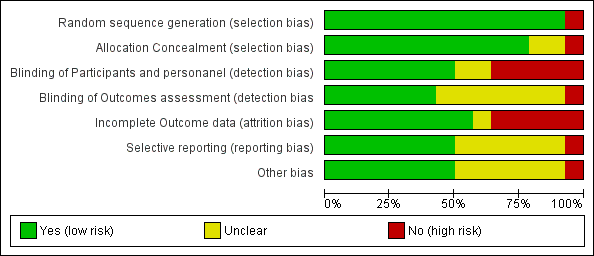 Random sequence generation (selection bias)
Allocation Concealment (selection bias)
Blinding of Participants and persoanel (detection bias)
Blinding of Outcomes assessment (detection bias
Incomplete Outcome data (attrition bias)
Selective reporting (reporting bias)
Other bias
0% 25% 50% 75% 100%
Yes (low risk) Unclear No (high risk)